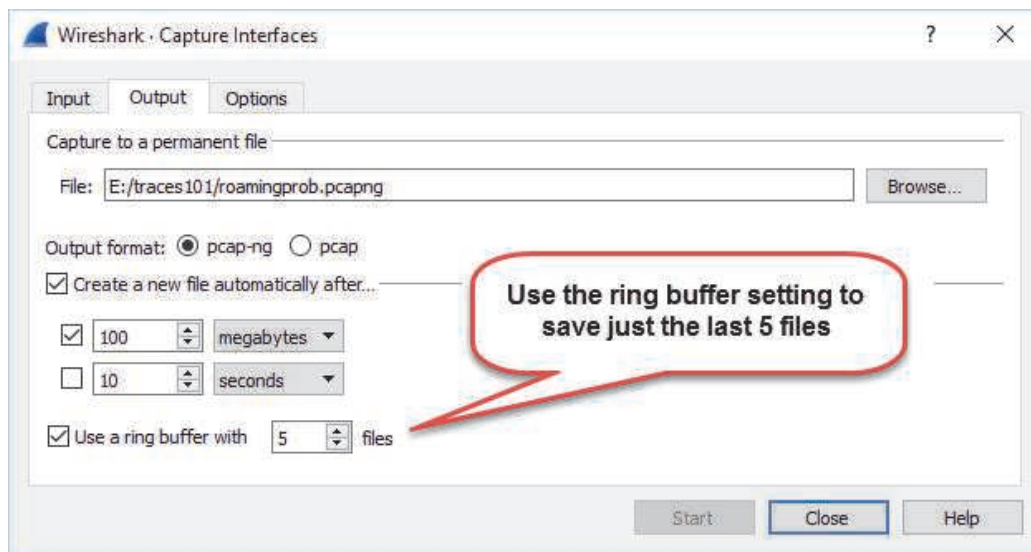 Wireshark · Capture Interfaces
?
Input
Output
Options
Capture to a permanent file
File:
E:/traces101/roamingprob.pcapng
Browse...
Output format:
pcap-ng
pcap
Create a new file automatically after...
100
megabytes
10
seconds
Use a ring buffer with
5
files
Use the ring buffer setting to
save just the last 5 files
Start
Close
Help